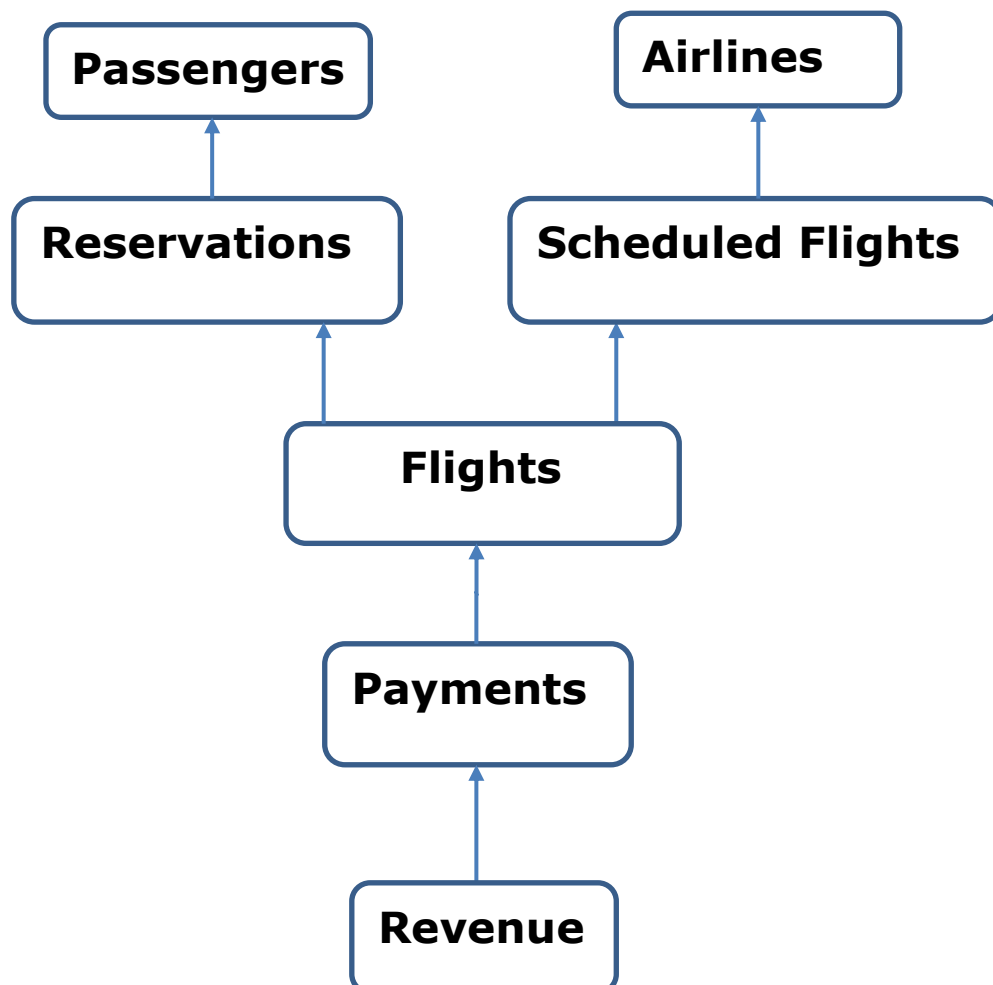 Passengers
Airlines
Reservations
Scheduled Flights
Flights
Payments
Revenue